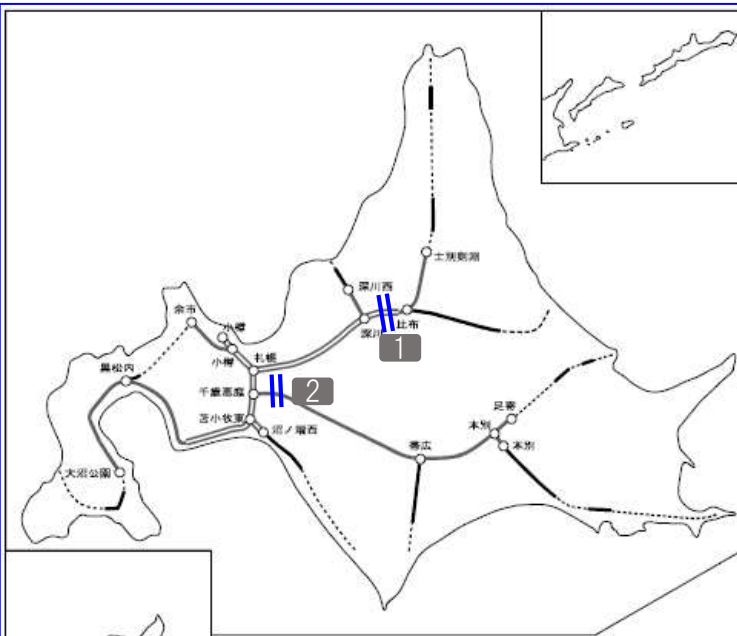 士別剣淵
深川西
余市
小樽
深川
比布
1
小樽
札幌
黒松内
千歳恵庭
2
足寄
苫小牧東
沼ノ端西
本別
本別
帯広
大沼公園